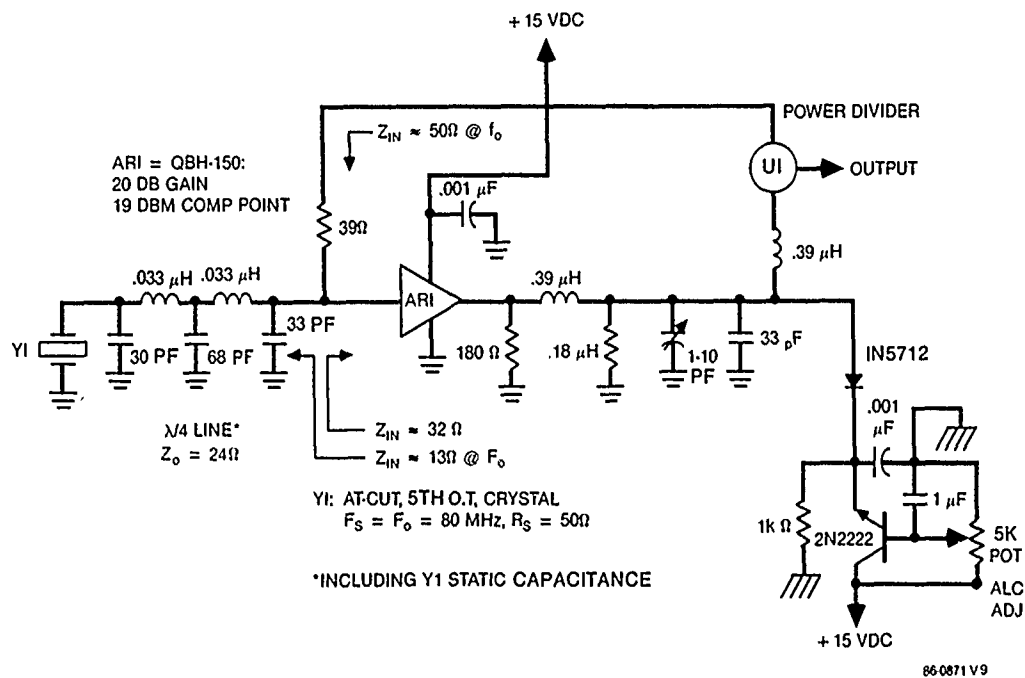 + 15 VDC
POWER DIVIDER
Z_IN ≈ 50Ω @ f_o
UI
OUTPUT
ARI = QBH-150:
20 DB GAIN
19 DBM COMP POINT
.001 µF
39Ω
.39 µH
.033 µH
.033 µH
.39 µH
ARI
33 PF
YI
30 PF
68 PF
180 Ω
.18 µH
1-10
PF
33 pF
IN5712
λ/4 LINE*
Z_o = 24Ω
Z_IN ≈ 32 Ω
Z_IN ≈ 13Ω @ F_o
.001
µF
YI: AT-CUT, 5TH O.T, CRYSTAL
F_S = F_o = 80 MHz, R_S = 50Ω
1 µF
1k Ω
2N2222
5K
POT
*INCLUDING Y1 STATIC CAPACITANCE
ALC
ADJ
+ 15 VDC
86-0871 V 9